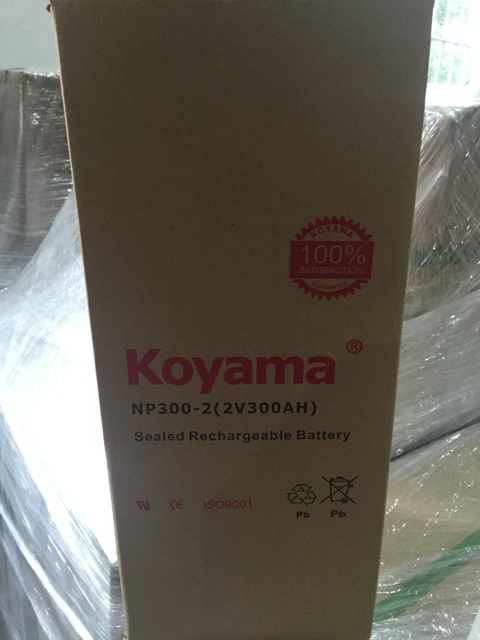 KOYAMA
100%
SATISFACTION
GUARANTEE
Koyama®
NP300-2(2V300AH)
Sealed Rechargeable Battery
CE ISO9001
Pb Pb